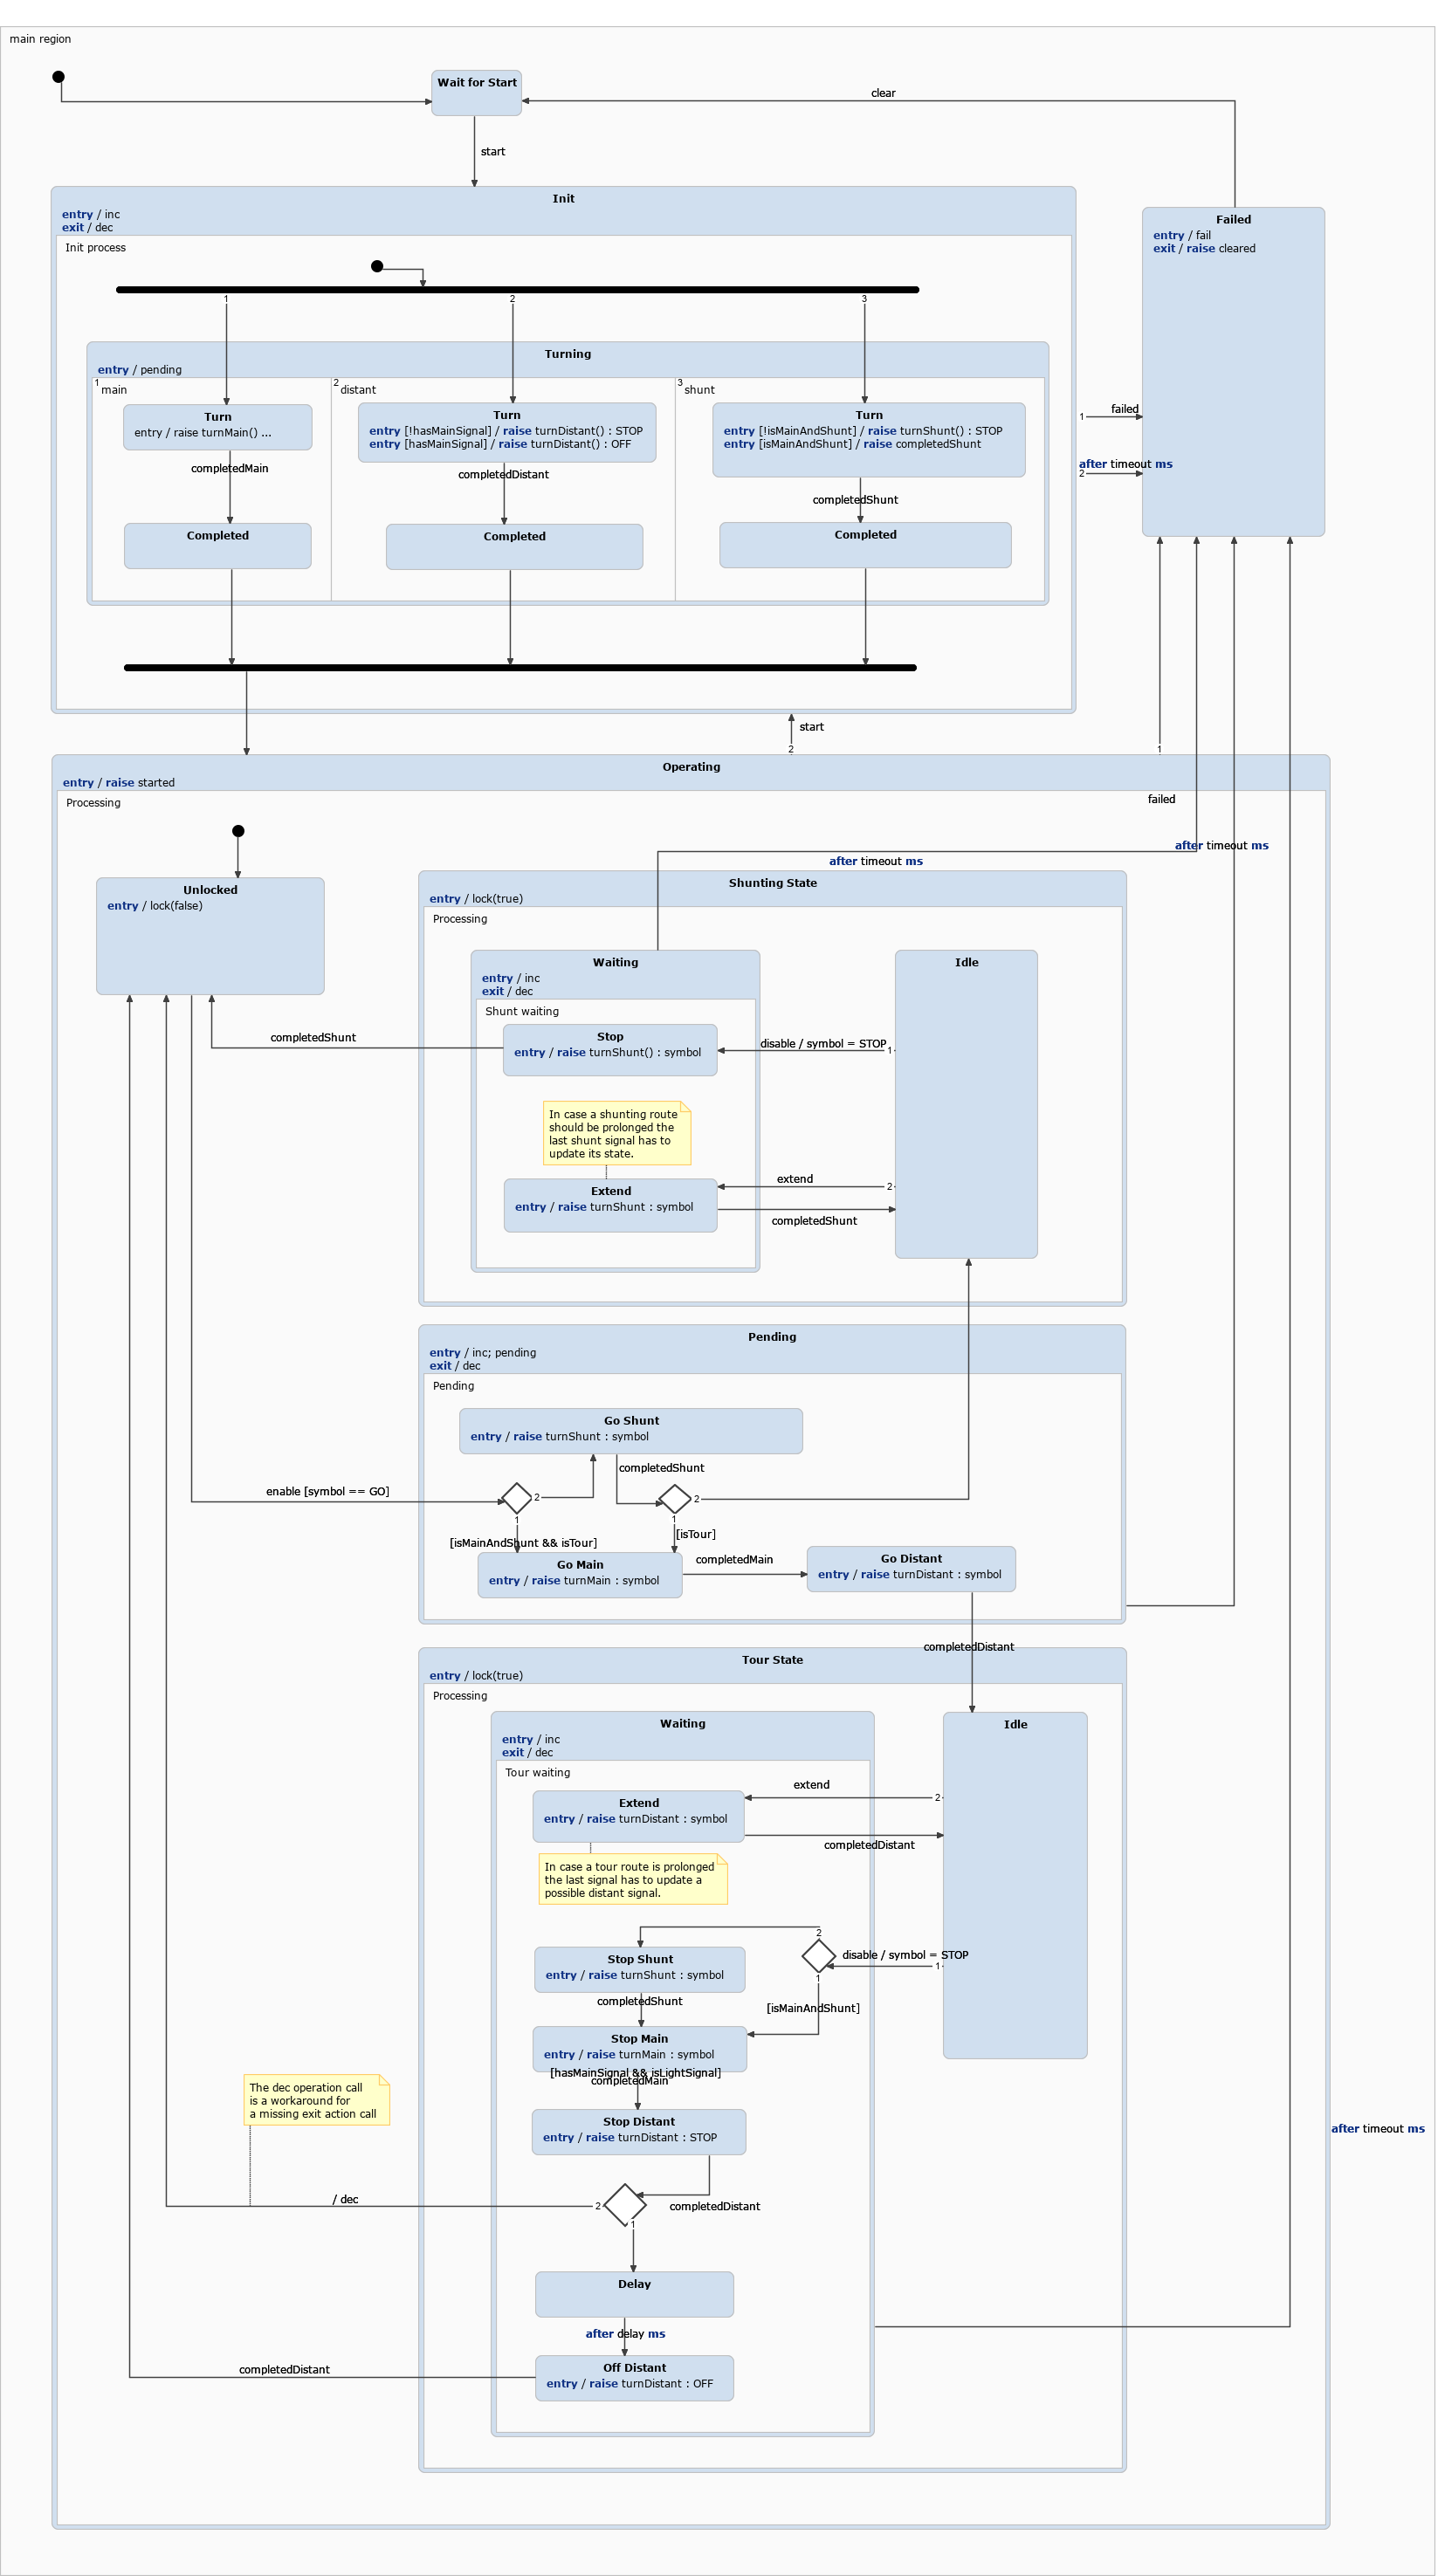 main region
Wait for Start
clear
start
Init
entry / inc
exit / dec
Init process
Failed
entry / fail
exit / raise cleared
1
2
3
Turning
entry / pending
1
main
2
distant
3
shunt
Turn
entry / raise turnMain() ...
Turn
entry [!hasMainSignal] / raise turnDistant() : STOP
entry [hasMainSignal] / raise turnDistant() : OFF
Turn
entry [!isMainAndShunt] / raise turnShunt() : STOP
entry [isMainAndShunt] / raise completedShunt
1
failed
after timeout ms
2
completedMain
completedDistant
completedShunt
Completed
Completed
Completed
start
2
1
Operating
entry / raise started
Processing
failed
after timeout ms
after timeout ms
Unlocked
entry / lock(false)
Shunting State
entry / lock(true)
Processing
Waiting
entry / inc
exit / dec
Shunt waiting
Idle
Stop
entry / raise turnShunt() : symbol
completedShunt
disable / symbol = STOP
1
In case a shunting route
should be prolonged the
last shunt signal has to
update its state.
Extend
entry / raise turnShunt : symbol
extend
2
completedShunt
Pending
entry / inc; pending
exit / dec
Pending
Go Shunt
entry / raise turnShunt : symbol
completedShunt
enable [symbol == GO]
2
2
1
1
[isMainAndShunt && isTour]
[isTour]
Go Main
entry / raise turnMain : symbol
completedMain
Go Distant
entry / raise turnDistant : symbol
completedDistant
Tour State
entry / lock(true)
Processing
Waiting
entry / inc
exit / dec
Tour waiting
Idle
Extend
entry / raise turnDistant : symbol
extend
2
completedDistant
In case a tour route is prolonged
the last signal has to update a
possible distant signal.
2
Stop Shunt
entry / raise turnShunt : symbol
disable / symbol = STOP
1
1
completedShunt
[isMainAndShunt]
Stop Main
entry / raise turnMain : symbol
[hasMainSignal && isLightSignal]
completedMain
The dec operation call
is a workaround for
a missing exit action call
Stop Distant
entry / raise turnDistant : STOP
after timeout ms
/ dec
2
completedDistant
1
Delay
after delay ms
Off Distant
entry / raise turnDistant : OFF
completedDistant